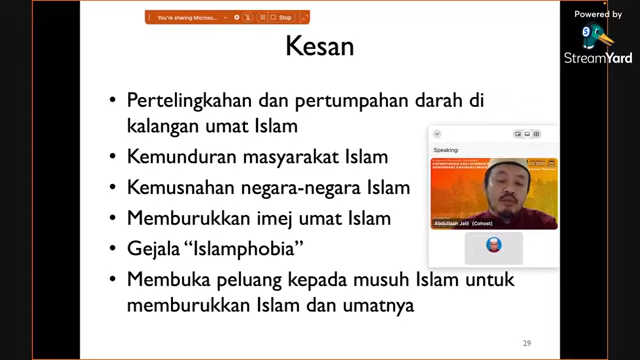 You're sharing Microso...
Stop
Powered by
StreamYard
Kesan
• Pertelingkahan dan pertumpahan darah di
kalangan umat Islam
• Kemunduran masyarakat Islam
• Kemusnahan negara-negara Islam
• Memburukkan imej umat Islam
• Gejala “Islamphobia”
• Membuka peluang kepada musuh Islam untuk
memburukkan Islam dan umatnya
Speaking:
Abdullaah Jalil (Cohost)
29